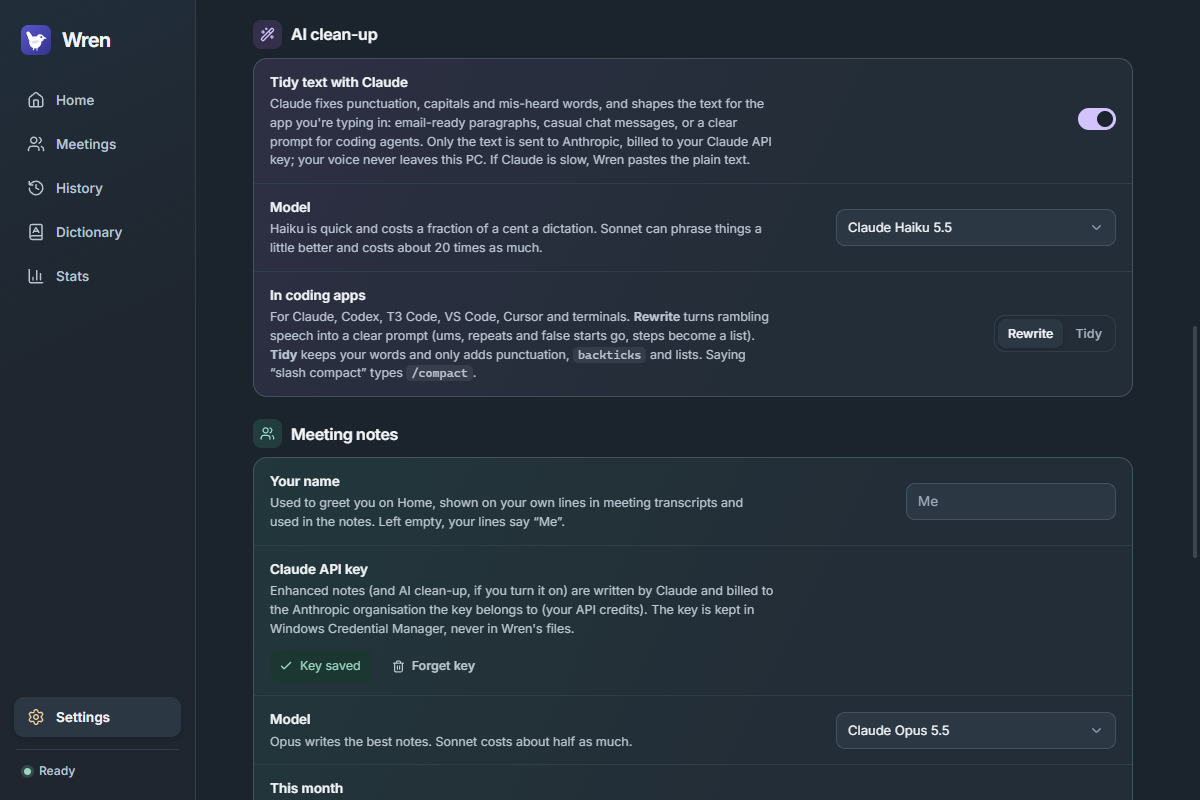 Wren
Home
Meetings
History
Dictionary
Stats
Settings
Ready
AI clean-up
Tidy text with Claude
Claude fixes punctuation, capitals and mis-heard words, and shapes the text for the
app you're typing in: email-ready paragraphs, casual chat messages, or a clear
prompt for coding agents. Only the text is sent to Anthropic, billed to your Claude API
key; your voice never leaves this PC. If Claude is slow, Wren pastes the plain text.
Model
Haiku is quick and costs a fraction of a cent a dictation. Sonnet can phrase things a
little better and costs about 20 times as much.
Claude Haiku 5.5
In coding apps
For Claude, Codex, T3 Code, VS Code, Cursor and terminals. Rewrite turns rambling
speech into a clear prompt (ums, repeats and false starts go, steps become a list).
Tidy keeps your words and only adds punctuation, backticks and lists. Saying
“slash compact” types /compact.
Rewrite Tidy
Meeting notes
Your name
Used to greet you on Home, shown on your own lines in meeting transcripts and
used in the notes. Left empty, your lines say “Me”.
Me
Claude API key
Enhanced notes (and AI clean-up, if you turn it on) are written by Claude and billed to
the Anthropic organisation the key belongs to (your API credits). The key is kept in
Windows Credential Manager, never in Wren's files.
Key saved Forget key
Model
Opus writes the best notes. Sonnet costs about half as much.
Claude Opus 5.5
This month